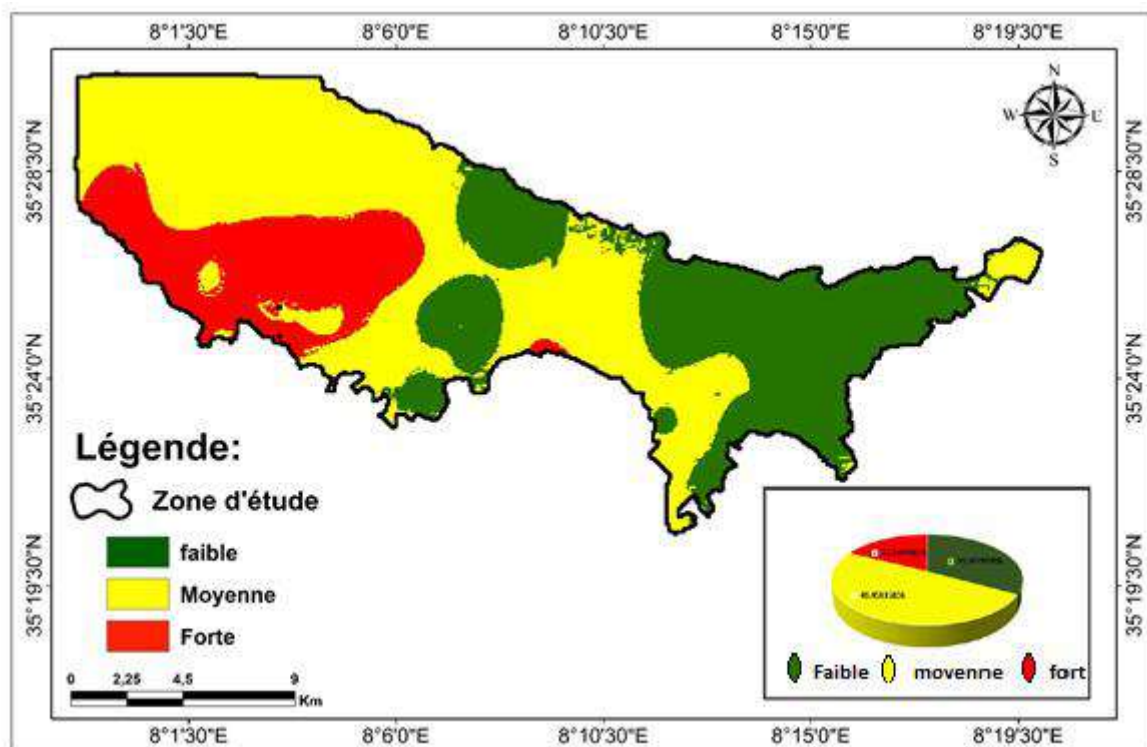 8°1'30"E 8°6'0"E 8°10'30"E 8°15'0"E 8°19'30"E
N
W U
S
35°28'30"N 35°28'30"N
35°24'0"N 35°24'0"N
35°19'30"N 35°19'30"N
Légende:
Zone d'étude
faible
Moyenne
Forte
0 2,25 4,5 9
Km
Faible movenne fort
8°1'30"E 8°6'0"E 8°10'30"E 8°15'0"E 8°19'30"E